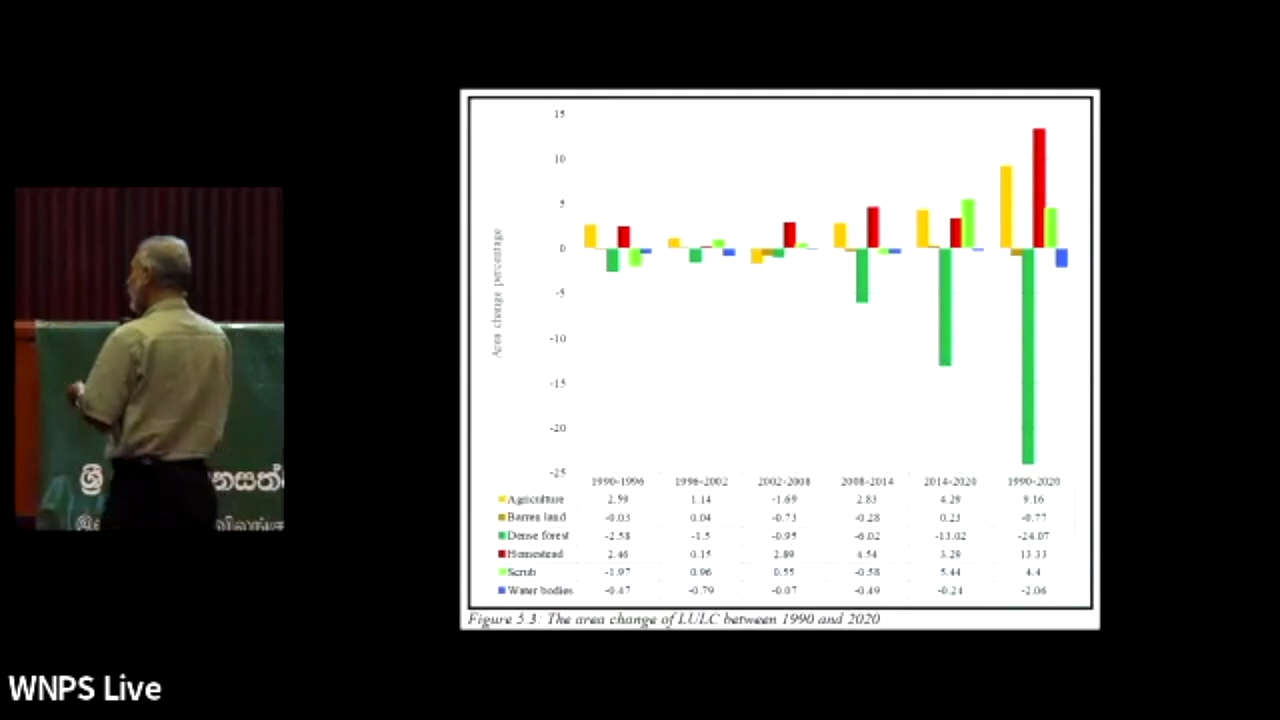 15
10
5
0
-5
-10
-15
-20
-25
Area change percentage
1990-1996 1996-2002 2002-2008 2008-2014 2014-2020 1990-2020
Agriculture 2.59 1.14 -1.69 2.83 4.29 9.16
Barren land -0.03 0.04 -0.73 -0.28 0.23 -0.77
Dense forest -2.58 -1.5 -0.95 -6.02 -13.02 -24.07
Homestead 2.46 0.15 2.89 4.54 3.29 13.33
Scrub -1.97 0.96 0.55 -0.58 5.44 4.4
Water bodies -0.47 -0.79 -0.07 -0.49 -0.24 -2.06
Figure 5.3: The area change of LULC between 1990 and 2020
ශ්‍රී
WNPS Live